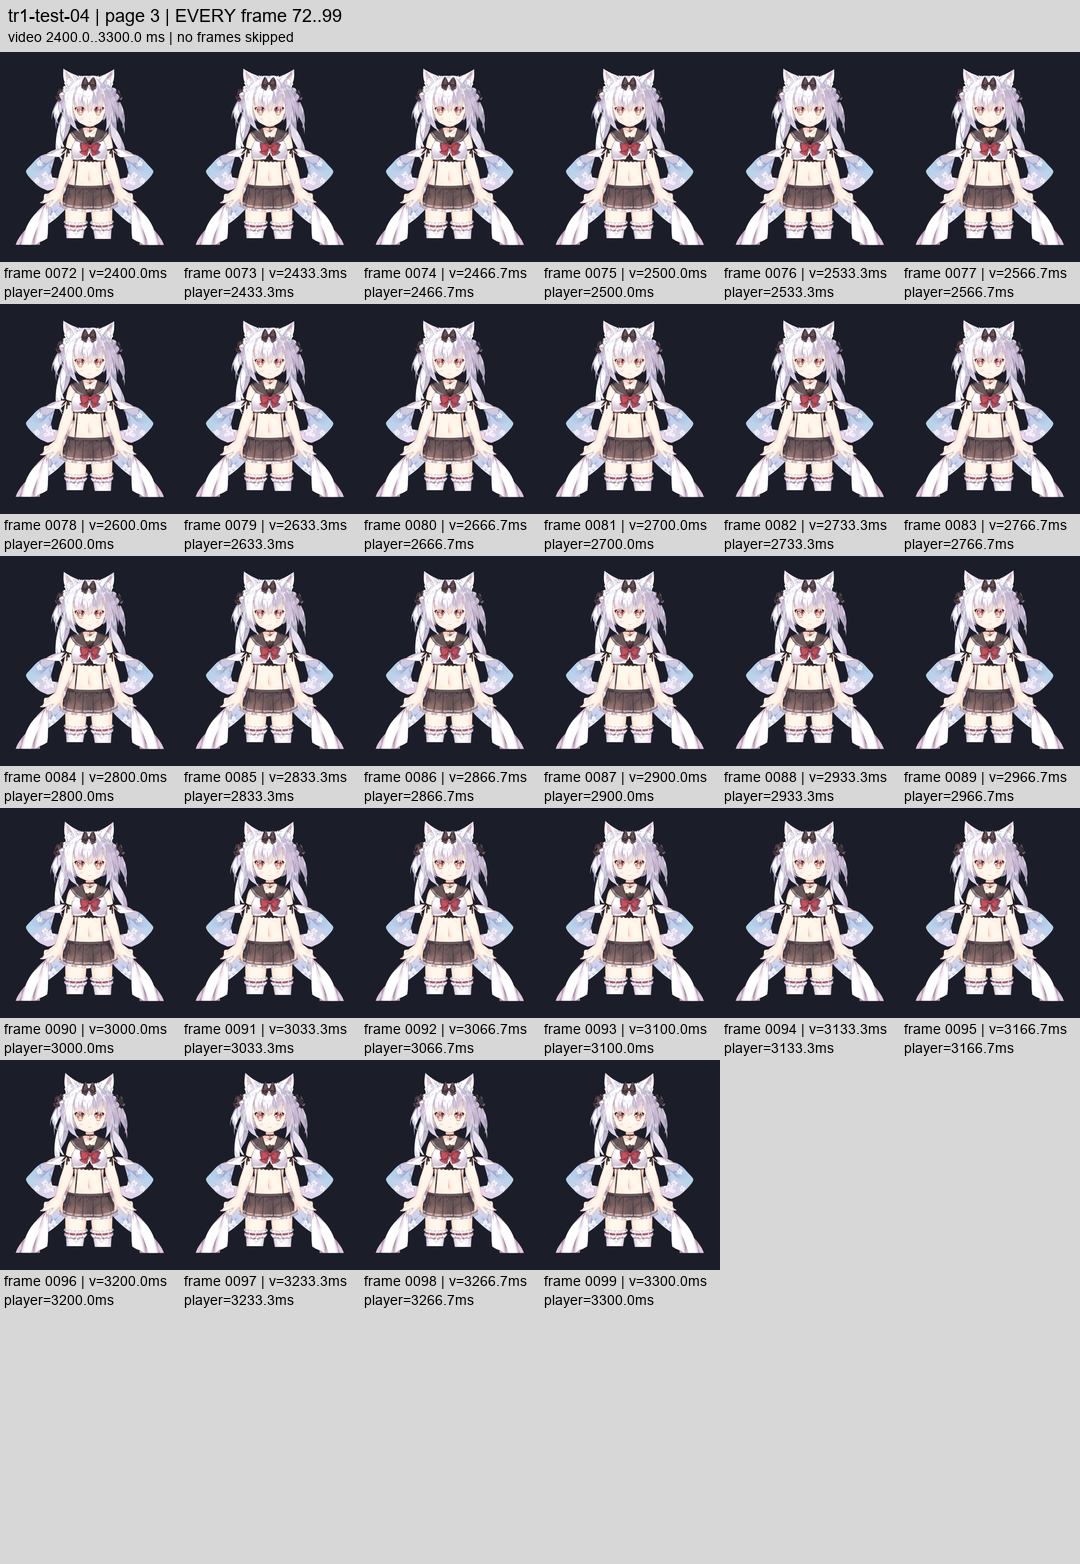 tr1-test-04 | page 3 | EVERY frame 72..99
video 2400.0..3300.0 ms | no frames skipped
frame 0072 | v=2400.0ms
player=2400.0ms
frame 0073 | v=2433.3ms
player=2433.3ms
frame 0074 | v=2466.7ms
player=2466.7ms
frame 0075 | v=2500.0ms
player=2500.0ms
frame 0076 | v=2533.3ms
player=2533.3ms
frame 0077 | v=2566.7ms
player=2566.7ms
frame 0078 | v=2600.0ms
player=2600.0ms
frame 0079 | v=2633.3ms
player=2633.3ms
frame 0080 | v=2666.7ms
player=2666.7ms
frame 0081 | v=2700.0ms
player=2700.0ms
frame 0082 | v=2733.3ms
player=2733.3ms
frame 0083 | v=2766.7ms
player=2766.7ms
frame 0084 | v=2800.0ms
player=2800.0ms
frame 0085 | v=2833.3ms
player=2833.3ms
frame 0086 | v=2866.7ms
player=2866.7ms
frame 0087 | v=2900.0ms
player=2900.0ms
frame 0088 | v=2933.3ms
player=2933.3ms
frame 0089 | v=2966.7ms
player=2966.7ms
frame 0090 | v=3000.0ms
player=3000.0ms
frame 0091 | v=3033.3ms
player=3033.3ms
frame 0092 | v=3066.7ms
player=3066.7ms
frame 0093 | v=3100.0ms
player=3100.0ms
frame 0094 | v=3133.3ms
player=3133.3ms
frame 0095 | v=3166.7ms
player=3166.7ms
frame 0096 | v=3200.0ms
player=3200.0ms
frame 0097 | v=3233.3ms
player=3233.3ms
frame 0098 | v=3266.7ms
player=3266.7ms
frame 0099 | v=3300.0ms
player=3300.0ms